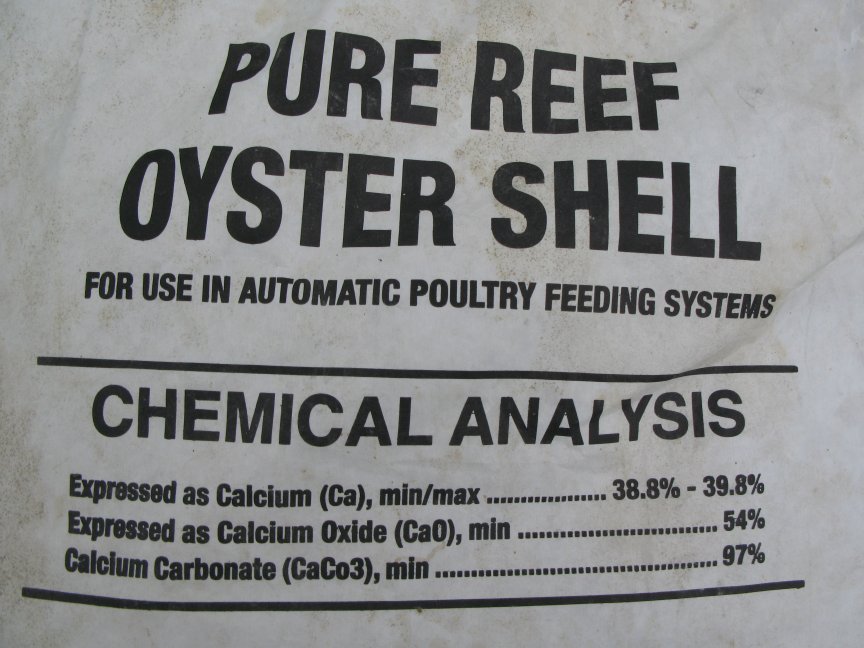 PURE REEF
OYSTER SHELL
FOR USE IN AUTOMATIC POULTRY FEEDING SYSTEMS
CHEMICAL ANALYSIS
Expressed as Calcium (Ca), min/max ................... 38.8% - 39.8%
Expressed as Calcium Oxide (CaO), min ............................... 54%
Calcium Carbonate (CaCo3), min ............................................ 97%